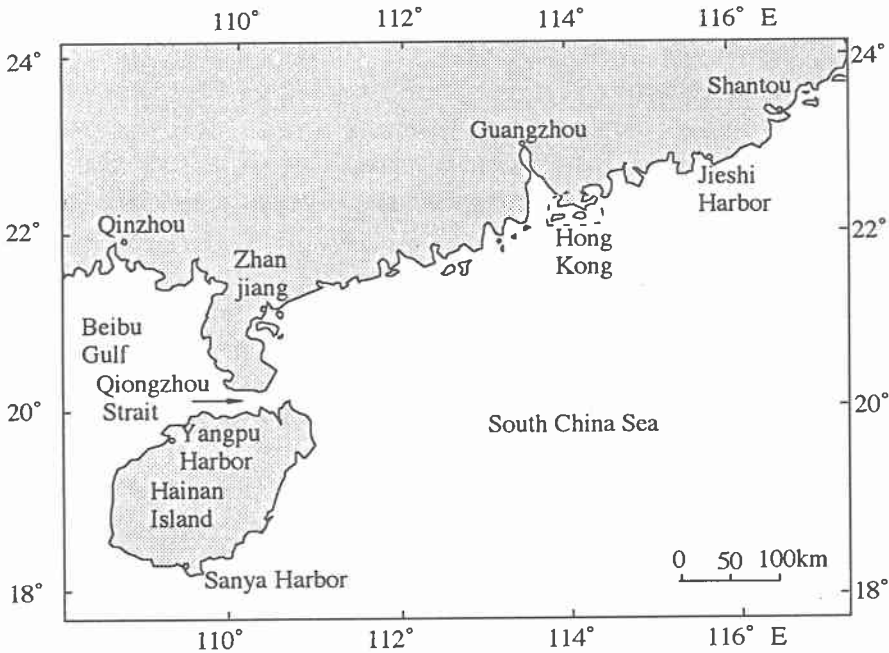 110°
112°
114°
116° E
24°
24°
Shantou
Guangzhou
Jieshi
Harbor
Qinzhou
22°
22°
Hong
Kong
Zhan
jiang
Beibu
Gulf
Qiongzhou
Strait
20°
20°
South China Sea
Yangpu
Harbor
Hainan
Island
0 50 100km
Sanya Harbor
18°
18°
110°
112°
114°
116° E